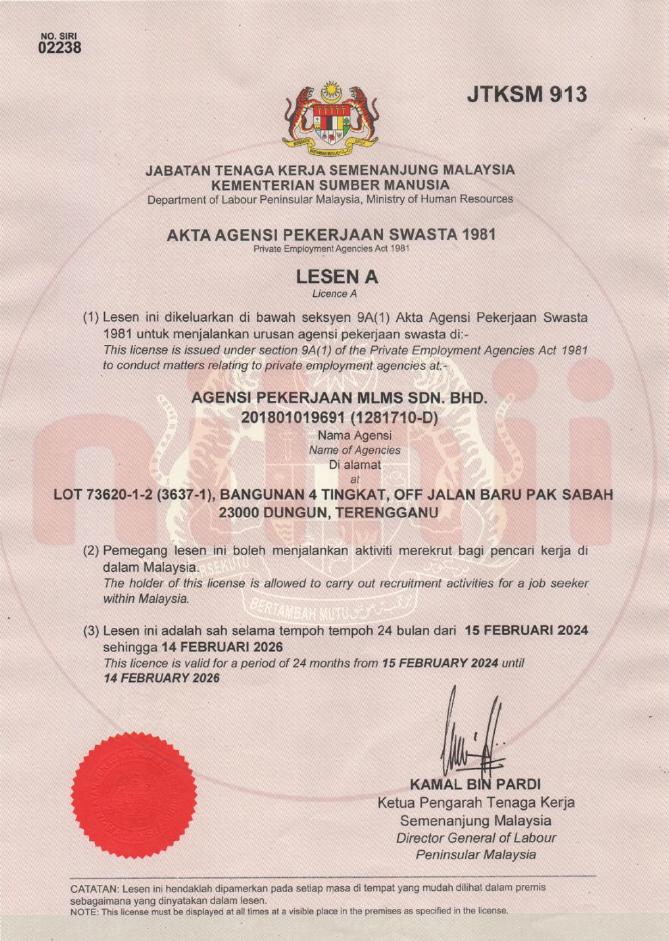 NO. SIRI
02238
JTKSM 913
JABATAN TENAGA KERJA SEMENANJUNG MALAYSIA
KEMENTERIAN SUMBER MANUSIA
Department of Labour Peninsular Malaysia, Ministry of Human Resources
AKTA AGENSI PEKERJAAN SWASTA 1981
Private Employment Agencies Act 1981
LESEN A
Licence A
(1) Lesen ini dikeluarkan di bawah seksyen 9A(1) Akta Agensi Pekerjaan Swasta
1981 untuk menjalankan urusan agensi pekerjaan swasta di:-
This license is issued under section 9A(1) of the Private Employment Agencies Act 1981
to conduct matters relating to private employment agencies at:-
AGENSI PEKERJAAN MLMS SDN. BHD.
201801019691 (1281710-D)
Nama Agensi
Name of Agencies
Di alamat
at
LOT 73620-1-2 (3637-1), BANGUNAN 4 TINGKAT, OFF JALAN BARU PAK SABAH
23000 DUNGUN, TERENGGANU
(2) Pemegang lesen ini boleh menjalankan aktiviti merekrut bagi pencari kerja di
dalam Malaysia.
The holder of this license is allowed to carry out recruitment activities for a job seeker
within Malaysia.
BERTAMBAH MUTU
(3) Lesen ini adalah sah selama tempoh tempoh 24 bulan dari 15 FEBRUARI 2024
sehingga 14 FEBRUARI 2026
This licence is valid for a period of 24 months from 15 FEBRUARY 2024 until
14 FEBRUARY 2026
KAMAL BIN PARDI
Ketua Pengarah Tenaga Kerja
Semenanjung Malaysia
Director General of Labour
Peninsular Malaysia
CATATAN: Lesen ini hendaklah dipamerkan pada setiap masa di tempat yang mudah dilihat dalam premis
sebagaimana yang dinyatakan dalam lesen.
NOTE: This license must be displayed at all times at a visible place in the premises as specified in the license.